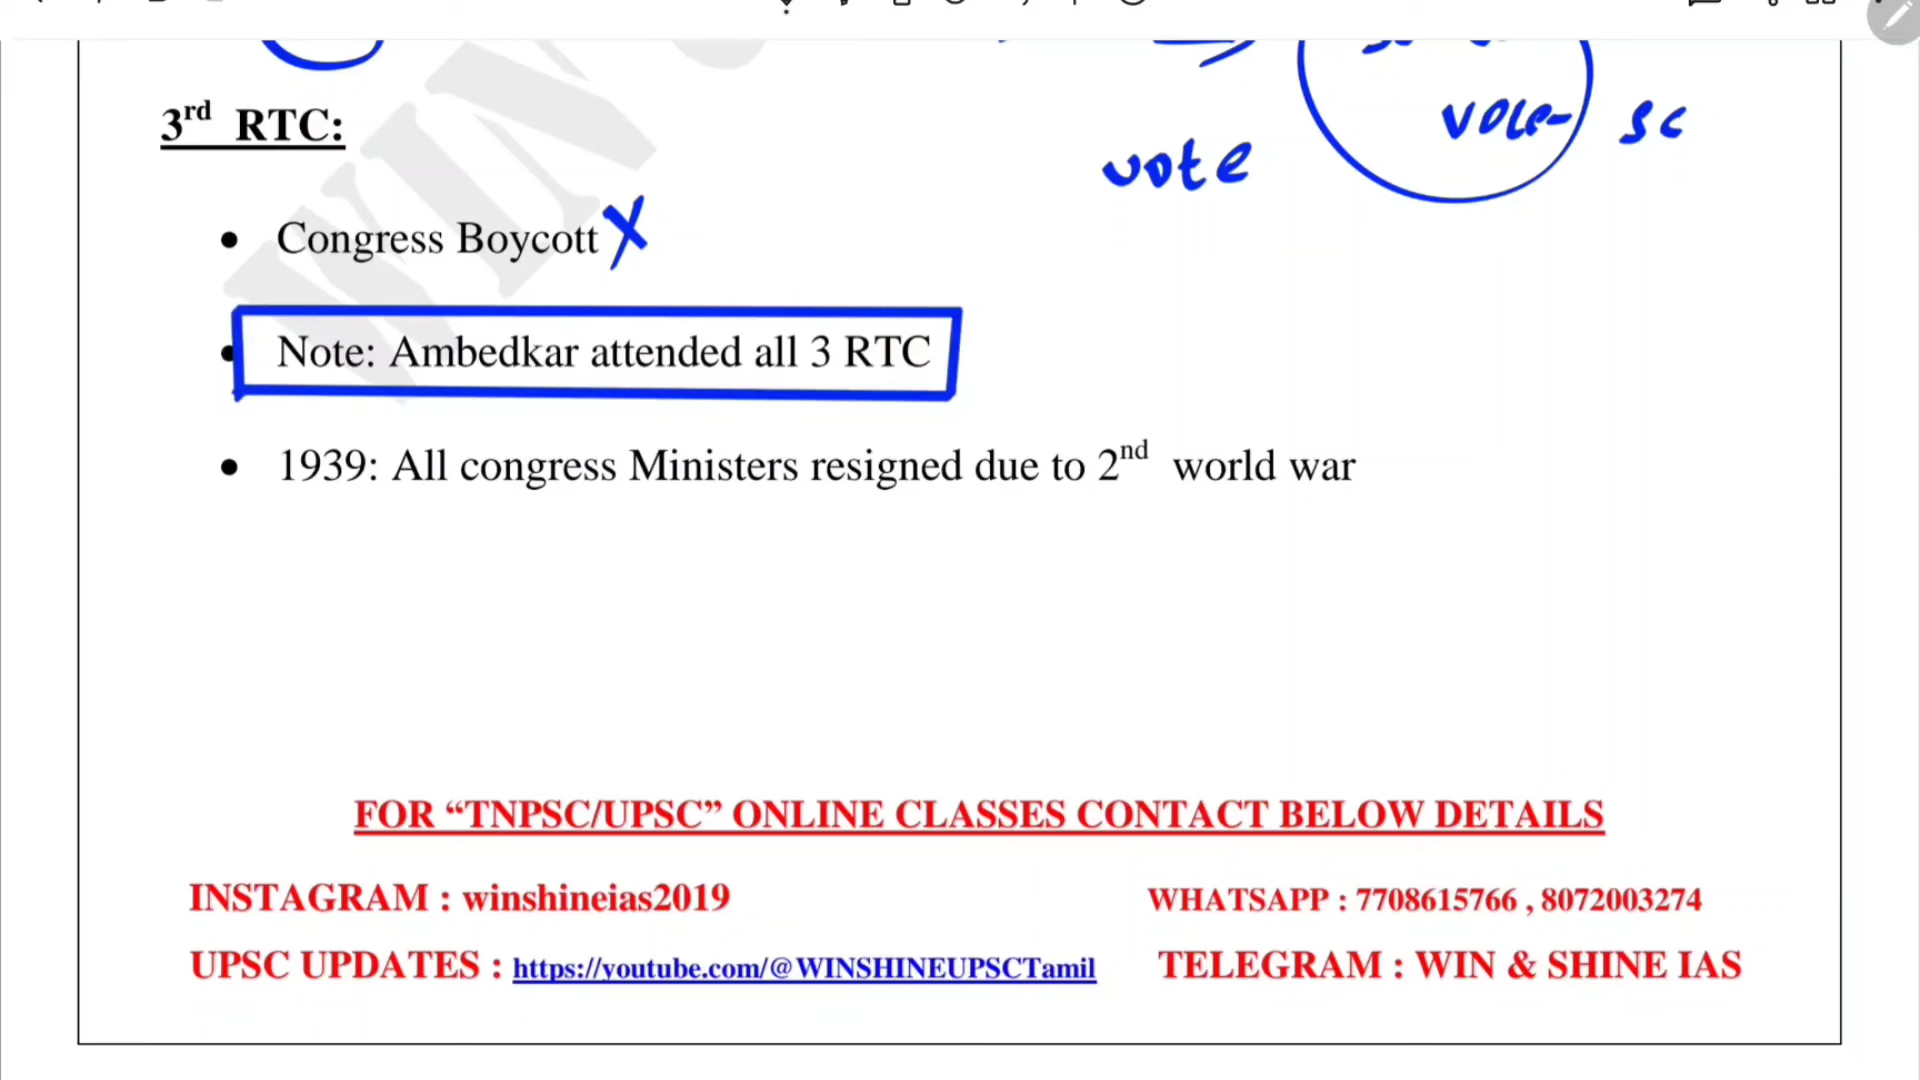 vote sc
3rd RTC:
vote
• Congress Boycott X
• Note: Ambedkar attended all 3 RTC
• 1939: All congress Ministers resigned due to 2nd world war
FOR “TNPSC/UPSC” ONLINE CLASSES CONTACT BELOW DETAILS
INSTAGRAM : winshineias2019 WHATSAPP : 7708615766 , 8072003274
UPSC UPDATES : https://youtube.com/@WINSHINEUPSCTamil TELEGRAM : WIN & SHINE IAS
WIN